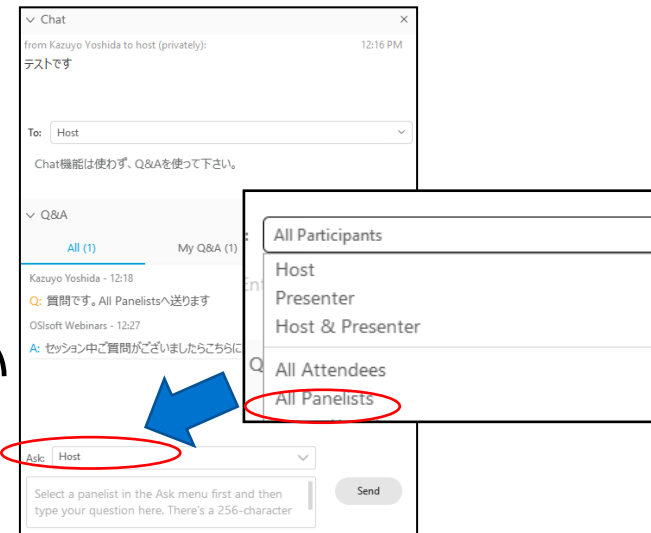 Chat
from Kazuyo Yoshida to host (privately): 12:16 PM
テストです
To: Host
Chat機能は使わず、Q&Aを使って下さい。
Q&A
All (1) My Q&A (1)
Kazuyo Yoshida - 12:18
Q: 質問です。All Panelistsへ送ります
OSIsoft Webinars - 12:27
A: セッション中ご質問がございましたらこちらに
All Participants
Host
Presenter
Host & Presenter
All Attendees
All Panelists
Ask: Host
Select a panelist in the Ask menu first and then
type your question here. There's a 256-character
Send